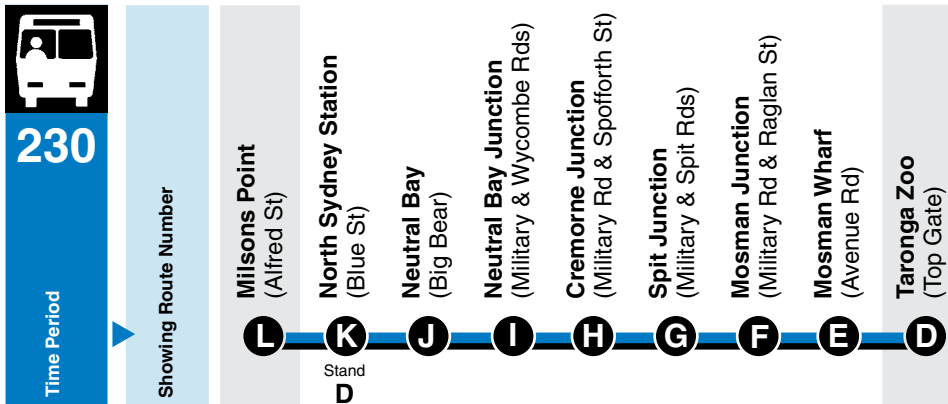 230
Time Period
Showing Route Number
Milsons Point
(Alfred St)
North Sydney Station
(Blue St)
Neutral Bay
(Big Bear)
Neutral Bay Junction
(Military & Wycombe Rds)
Cremorne Junction
(Military Rd & Spofforth St)
Spit Junction
(Military & Spit Rds)
Mosman Junction
(Military Rd & Raglan St)
Mosman Wharf
(Avenue Rd)
Taronga Zoo
(Top Gate)
L K J I H G F E D
Stand
D